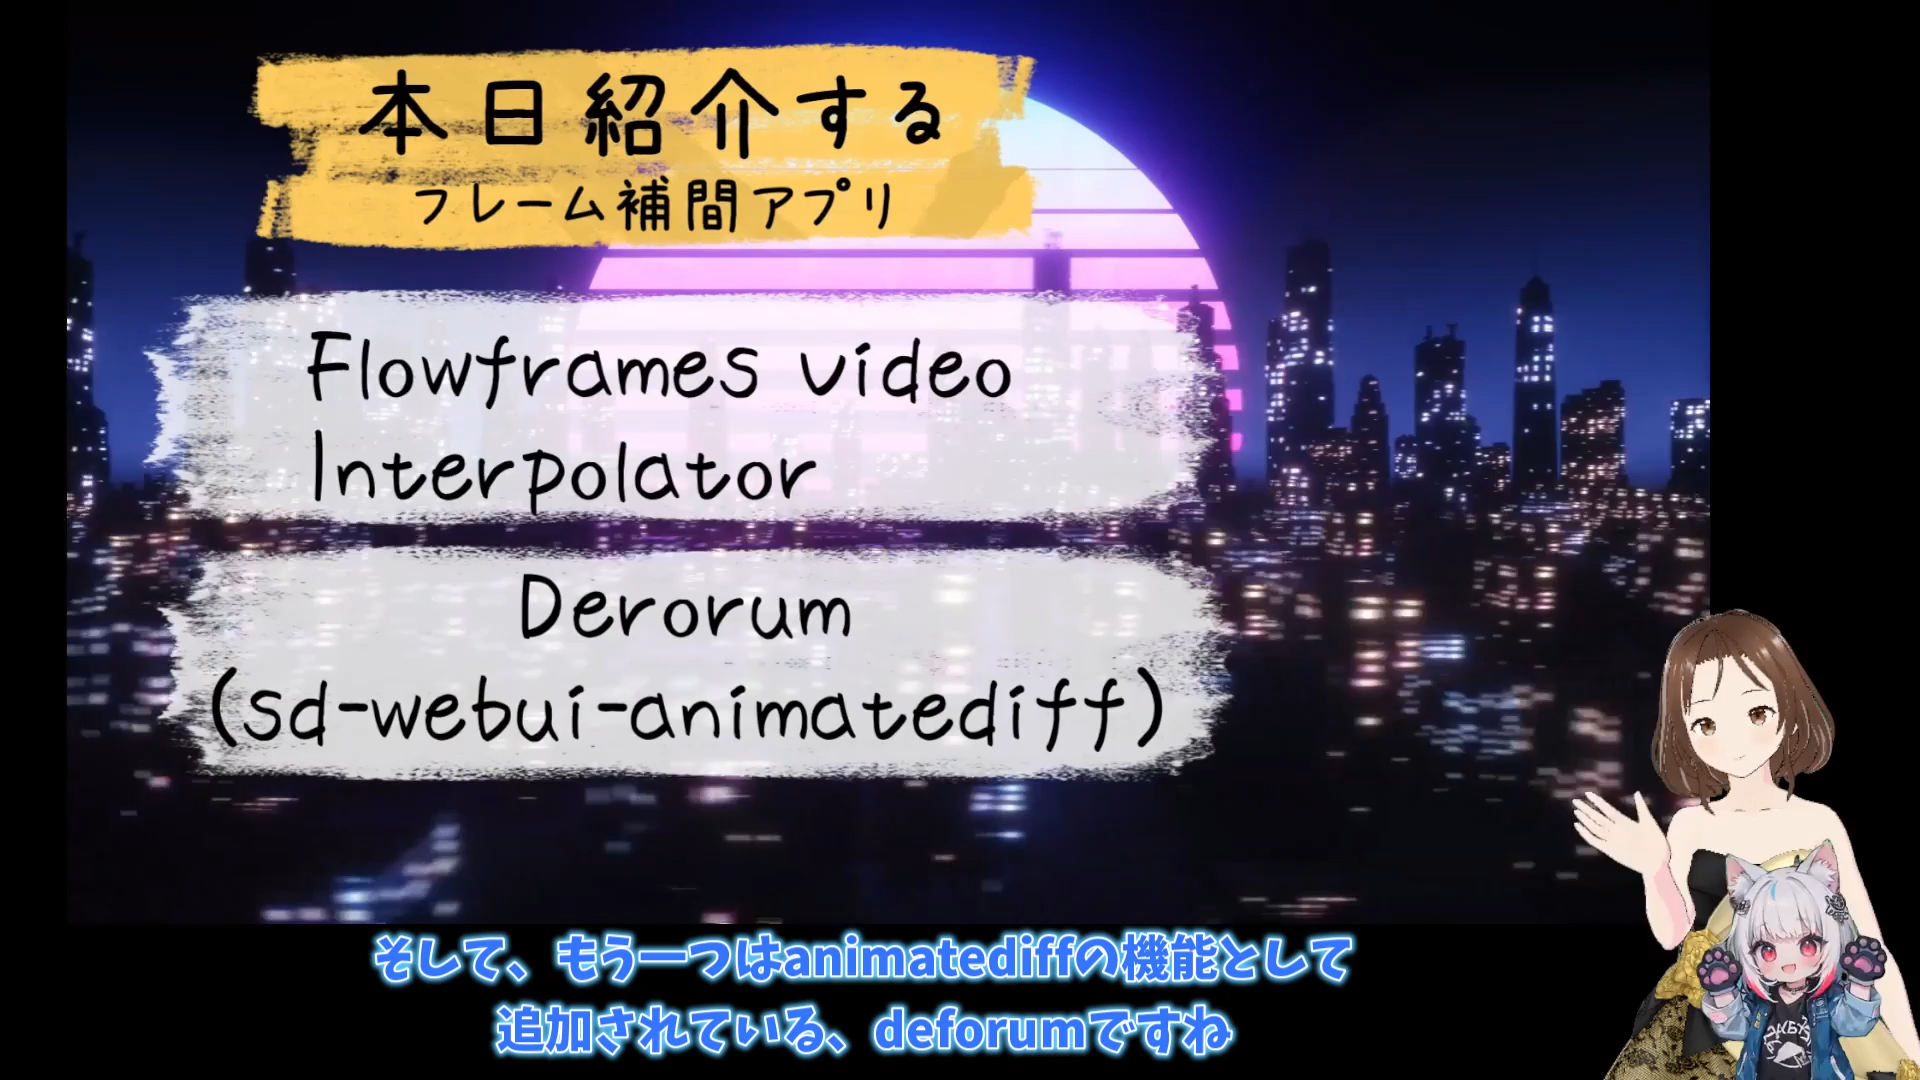 本日紹介する
フレーム補間アプリ
Flowframes video
Interpolator
Derorum
(sd-webui-animatediff)
そして、もう一つはanimatediffの機能として
追加されている、deforumですね